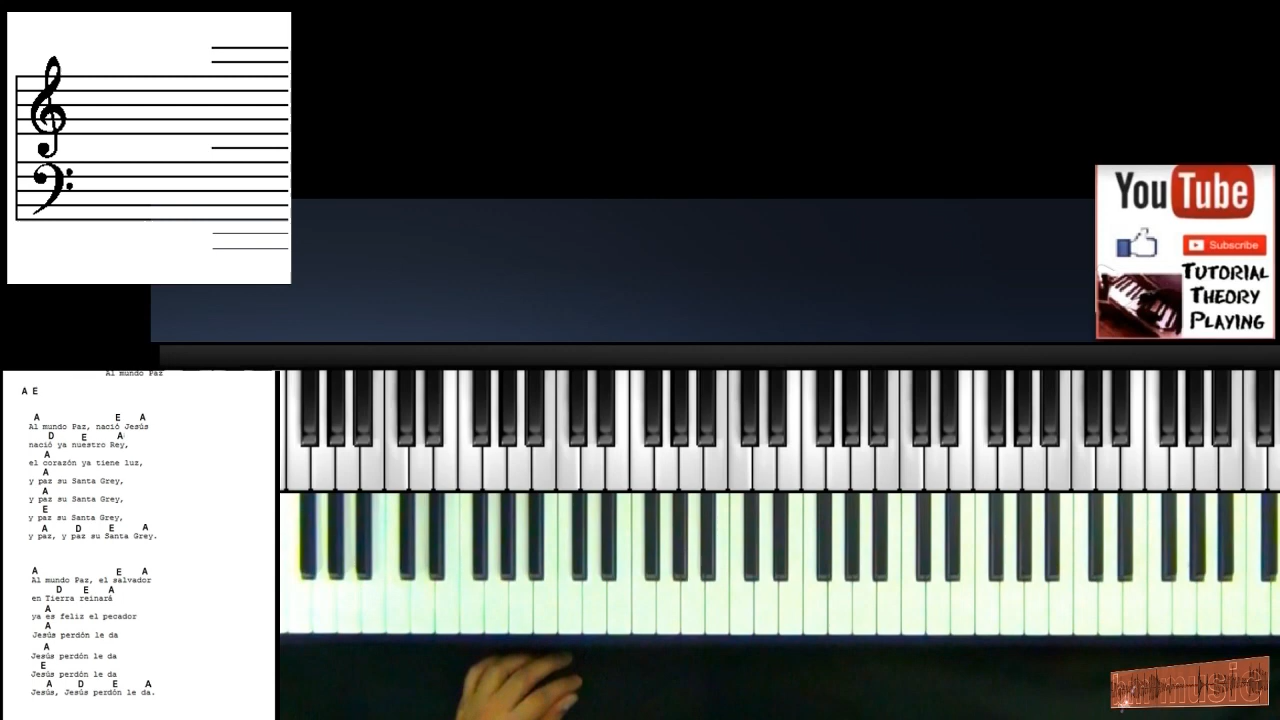 Al mundo Paz
A E
A E A
Al mundo Paz, nació Jesús
D E A
nació ya nuestro Rey,
A
el corazón ya tiene luz,
A
y paz su Santa Grey,
A
y paz su Santa Grey,
E
y paz su Santa Grey,
A D E A
y paz, y paz su Santa Grey.
A E A
Al mundo Paz, el salvador
D E A
en Tierra reinará
A
ya es feliz el pecador
A
Jesús perdón le da
A
Jesús perdón le da
E
Jesús perdón le da
A D E A
Jesús, Jesús perdón le da.
YouTube
Subscribe
TUTORIAL
THEORY
PLAYING
music